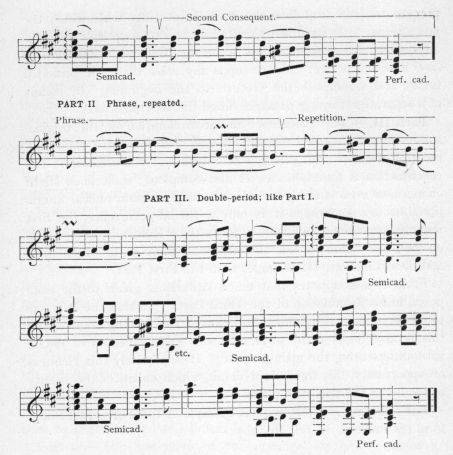 Second Consequent.
Semicad. Perf. cad.
PART II Phrase, repeated.
Phrase. Repetition.
PART III. Double-period; like Part I.
Semicad.
etc. Semicad.
Semicad.
Perf. cad.